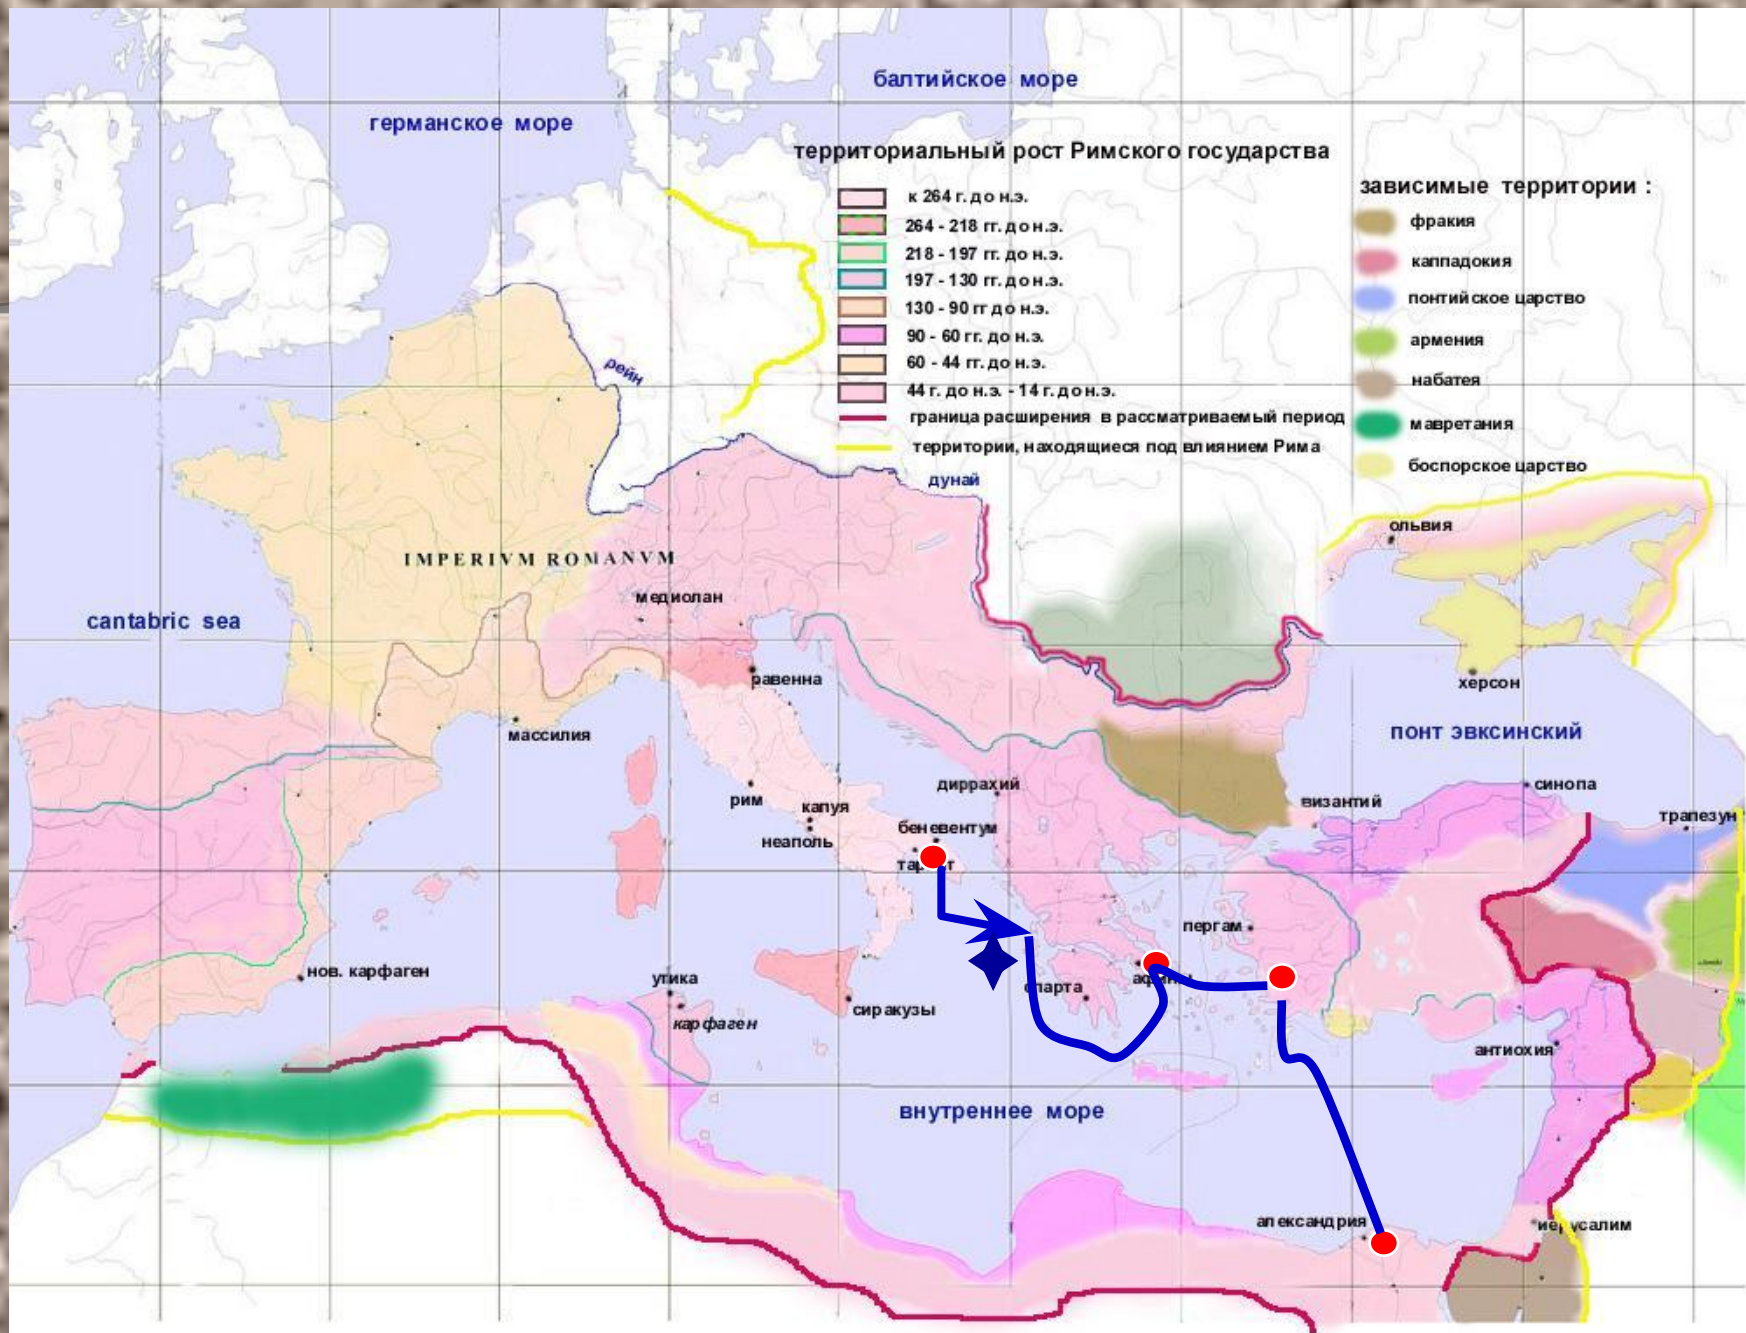 балтийское море
германское море
территориальный рост Римского государства
к 264 г. до н.э.
264 - 218 гг. до н.э.
218 - 197 гг. до н.э.
197 - 130 гг. до н.э.
130 - 90 гг до н.э.
90 - 60 гг. до н.э.
60 - 44 гг. до н.э.
44 г. до н.э. - 14 г. до н.э.
граница расширения в рассматриваемый период
территории, находящиеся под влиянием Рима
зависимые территории :
фракия
каппадокия
понтийское царство
армения
набатея
мавретания
боспорское царство
рейн
дунай
ольвия
IMPERIVM ROMANVM
медиолан
cantabric sea
равенна
херсон
массилия
понт эвксинский
диррахий
синопа
рим
капуя
византий
трапезун
неаполь
беневентум
пергам
нов. карфаген
утика
спарта
сиракузы
карфаген
антиохия
внутреннее море
александрия
иерусалим